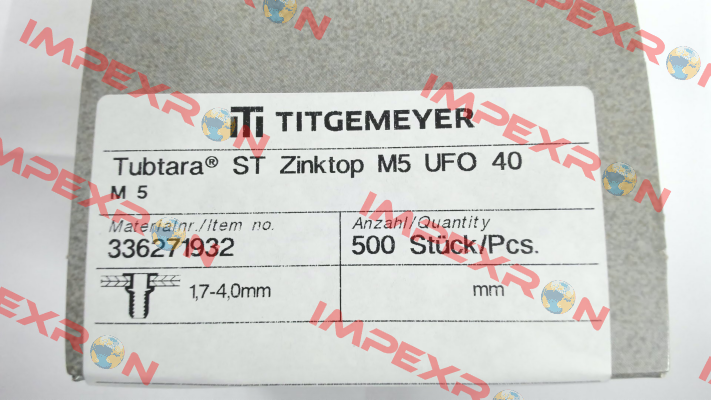 TI TITGEMEYER
Tubtara® ST Zinktop M5 UFO 40
M 5
Materialnr./Item no.
336271932
Anzahl/Quantity
500 Stück/Pcs.
1,7-4,0mm
mm
IMPEXRON
IMPEXRON
IMPEXRON
IMPEXRON
IMPEXRON
IMPEXRON